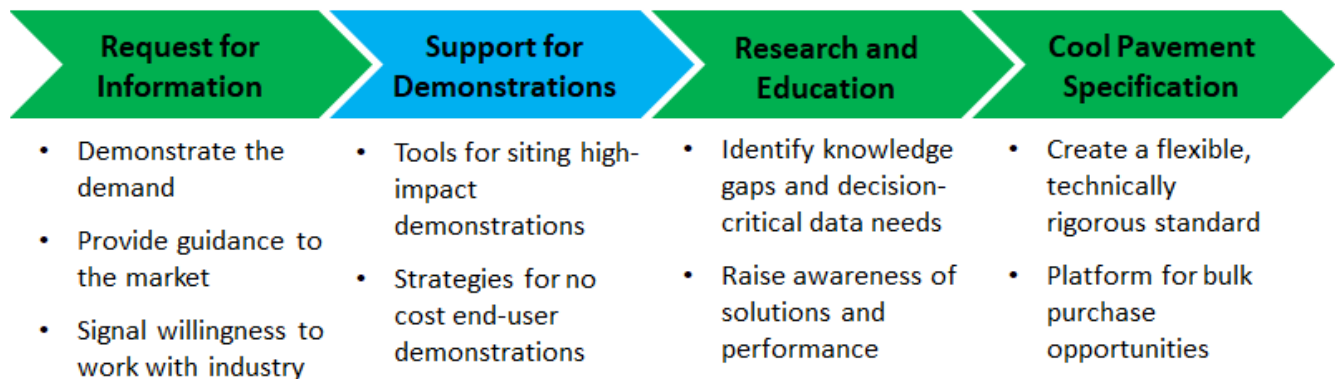 Request for
Information
Support for
Demonstrations
Research and
Education
Cool Pavement
Specification
• Demonstrate the
demand
• Provide guidance to
the market
• Signal willingness to
work with industry
• Tools for siting high-
impact
demonstrations
• Strategies for no
cost end-user
demonstrations
• Identify knowledge
gaps and decision-
critical data needs
• Raise awareness of
solutions and
performance
• Create a flexible,
technically
rigorous standard
• Platform for bulk
purchase
opportunities